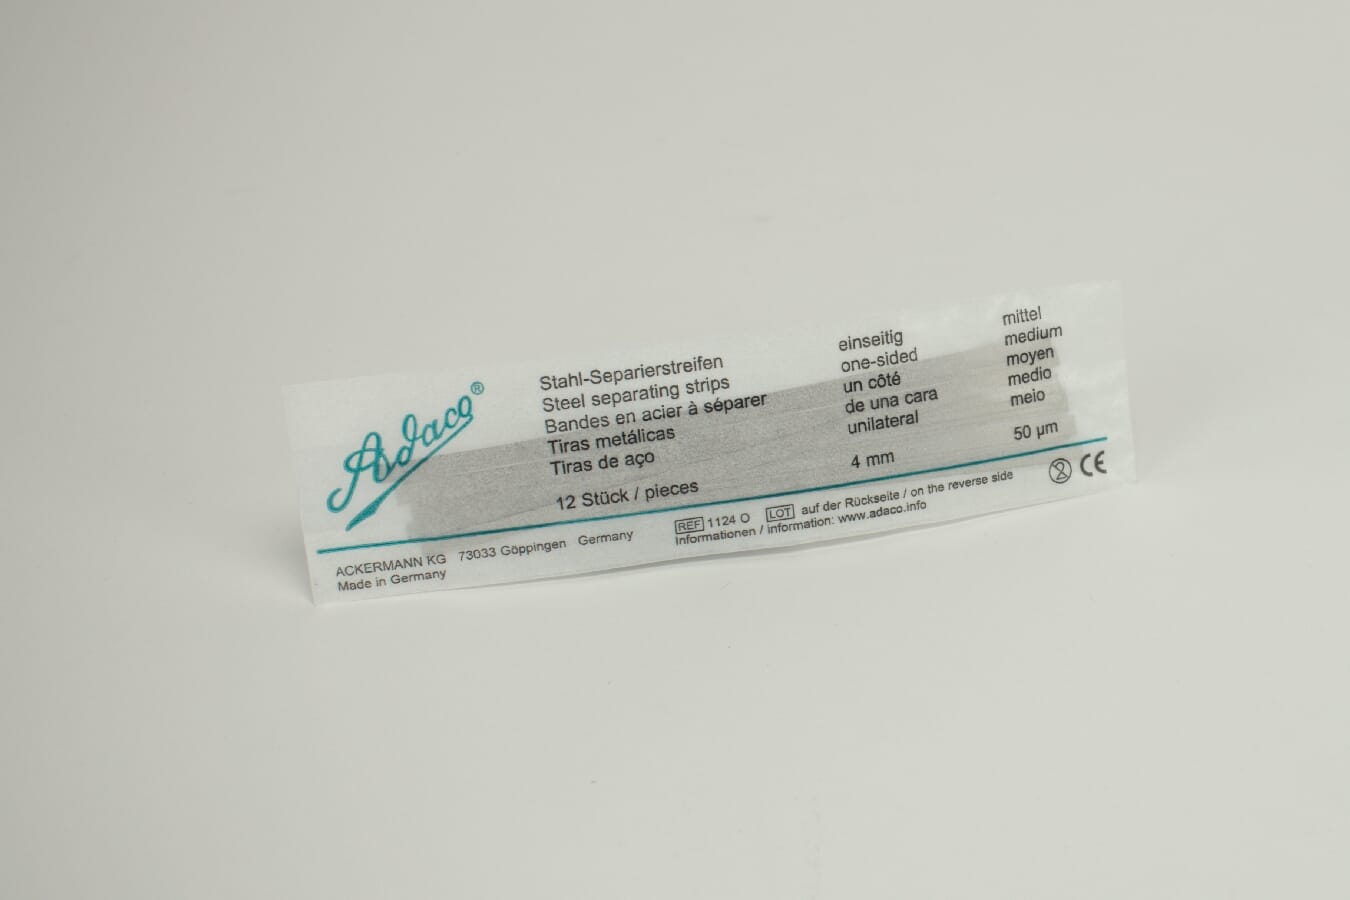 Adaco®
Stahl-Separierstreifen einseitig mittel
Steel separating strips one-sided medium
Bandes en acier à séparer un côté moyen
Tiras metálicas de una cara medio
Tiras de aço unilateral meio
12 Stück / pieces 4 mm 50 µm
ACKERMANN KG 73033 Göppingen Germany
Made in Germany
REF 1124 O LOT auf der Rückseite / on the reverse side
Informationen / information: www.adaco.info
2 CE